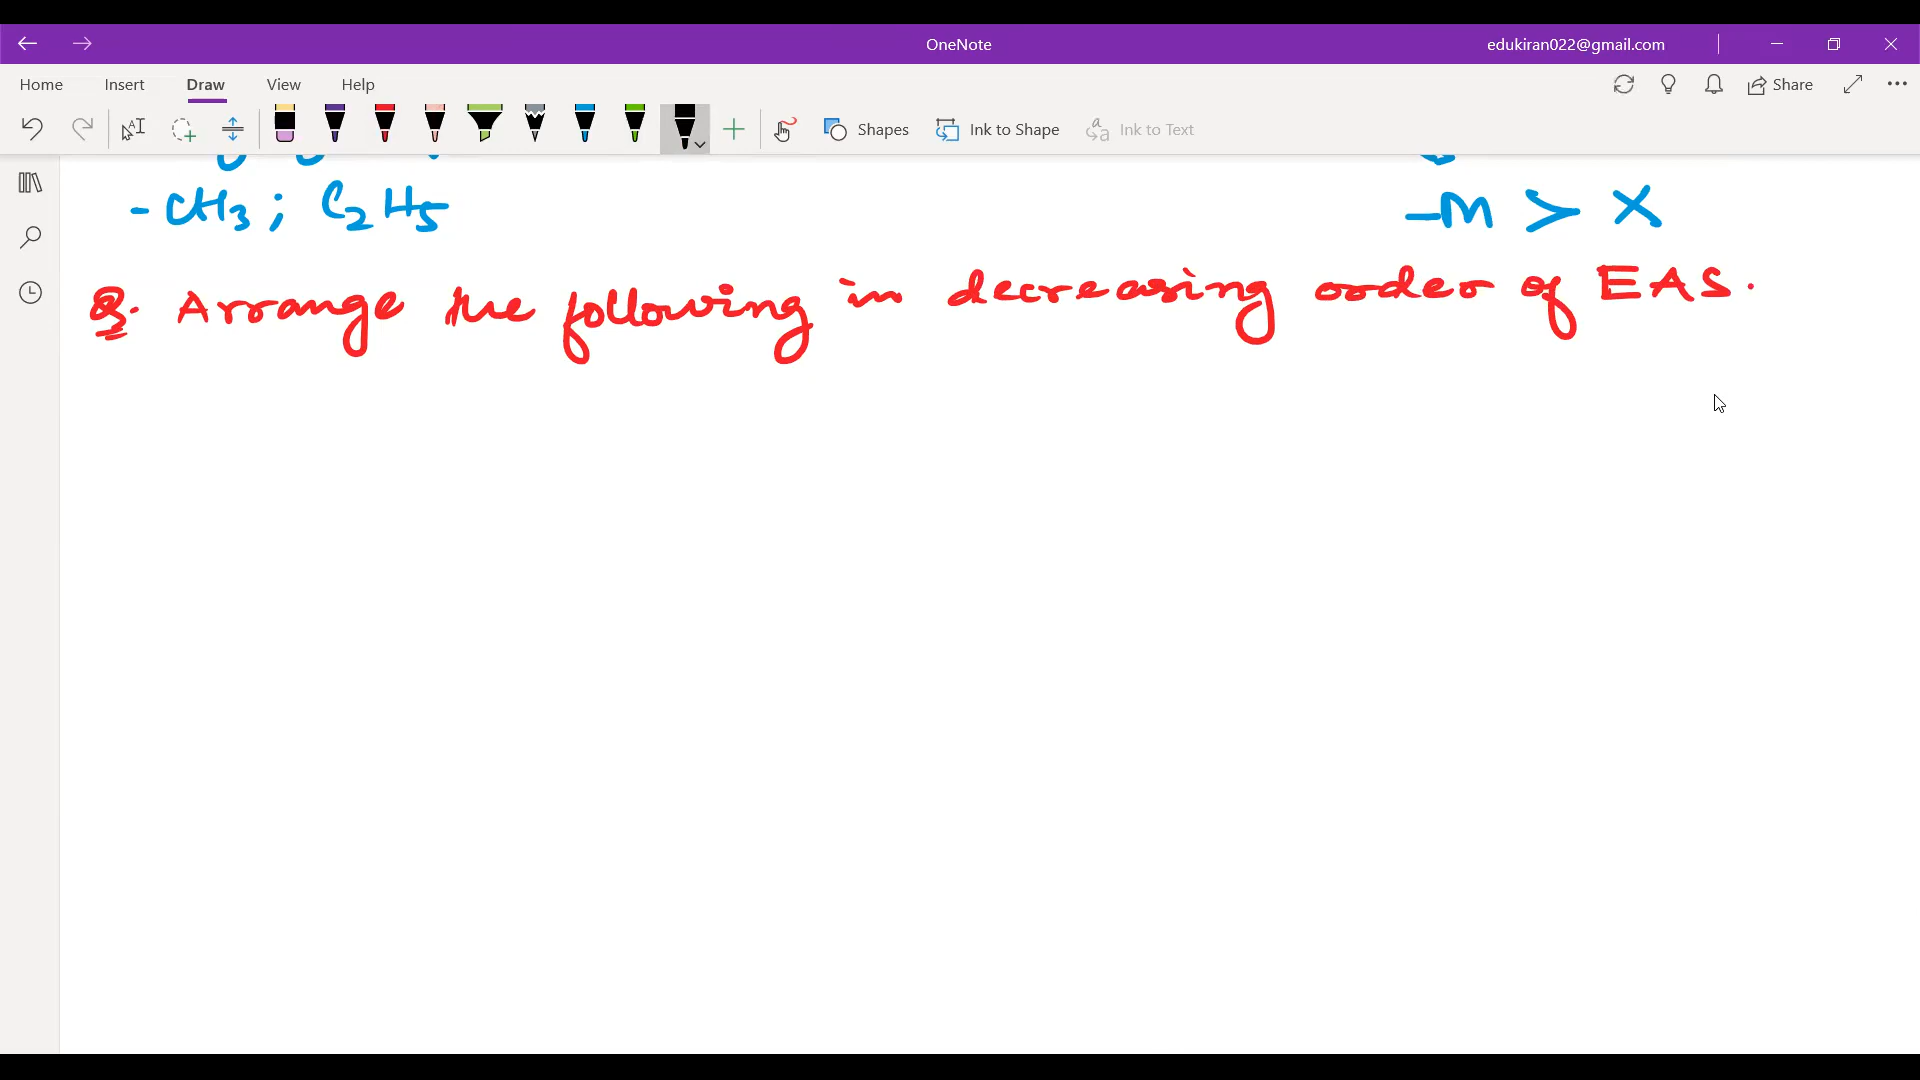 OneNote
edukiran022@gmail.com
Home Insert Draw View Help
Share
Shapes Ink to Shape Ink to Text
-CH3 ; C2H5
-M > X
Q. Arrange the following in decreasing order of EAS.